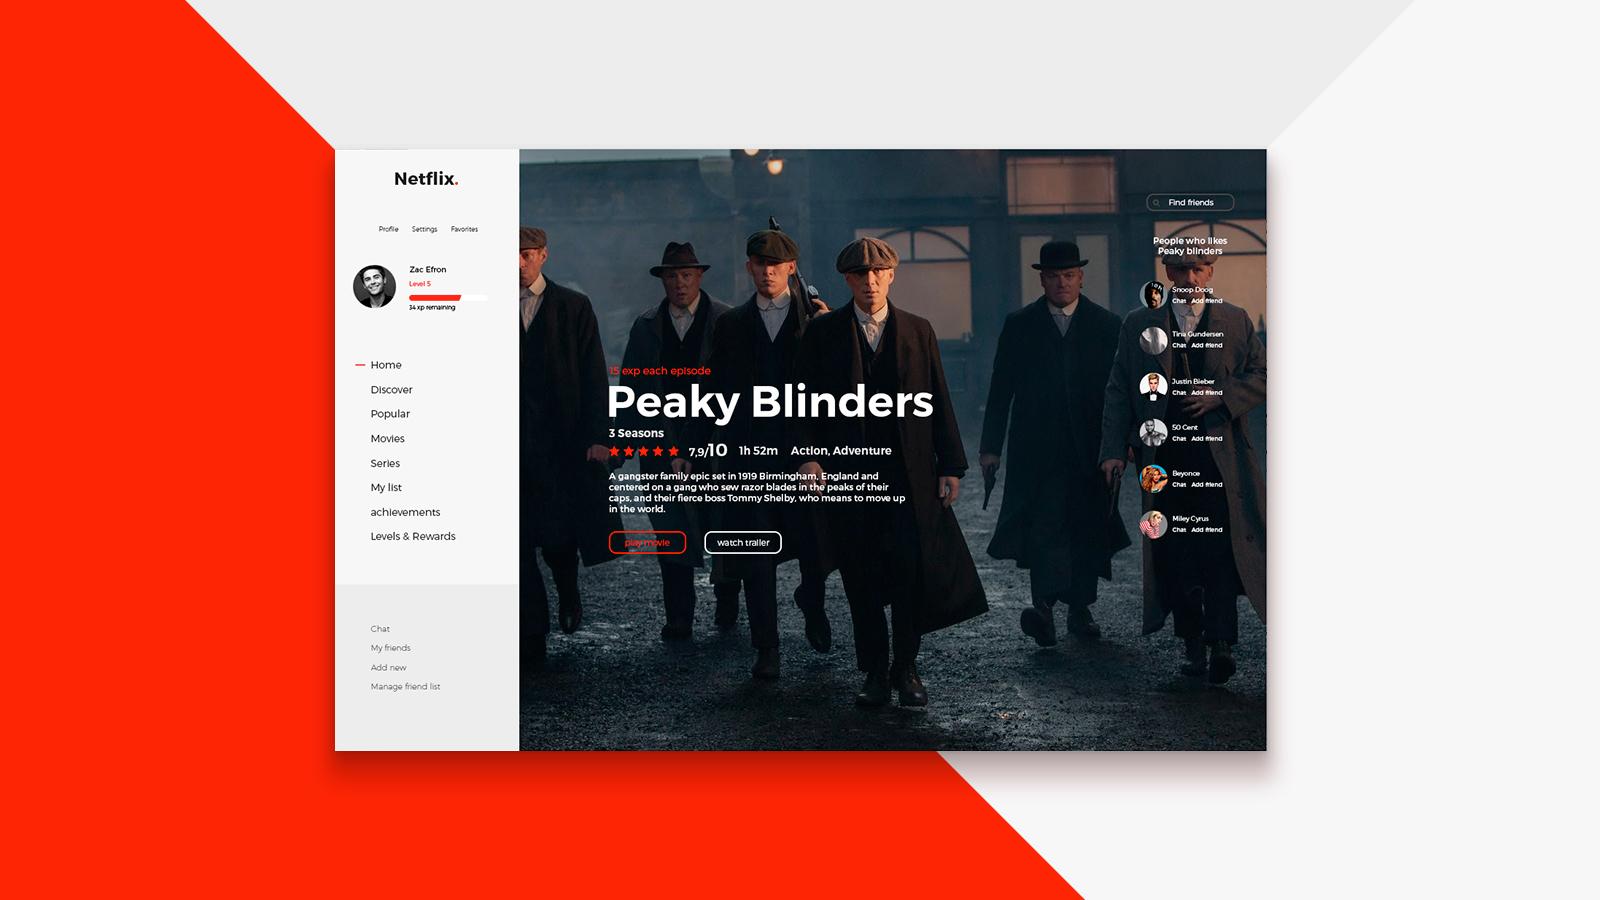 Netflix.
Profile Settings Favorites
Zac Efron
Level 5
34 xp remaining
Home
Discover
Popular
Movies
Series
My list
achievements
Levels & Rewards
Chat
My friends
Add new
Manage friend list
15 exp each episode
Peaky Blinders
3 Seasons
7,9/10 1h 52m Action, Adventure
A gangster family epic set in 1919 Birmingham, England and
centered on a gang who sew razor blades in the peaks of their
caps, and their fierce boss Tommy Shelby, who means to move up
in the world.
play movie watch trailer
Find friends
People who likes
Peaky blinders
Snoop Doog
Chat Add friend
Tina Gundersen
Chat Add friend
Justin Bieber
Chat Add friend
50 Cent
Chat Add friend
Beyonce
Chat Add friend
Miley Cyrus
Chat Add friend